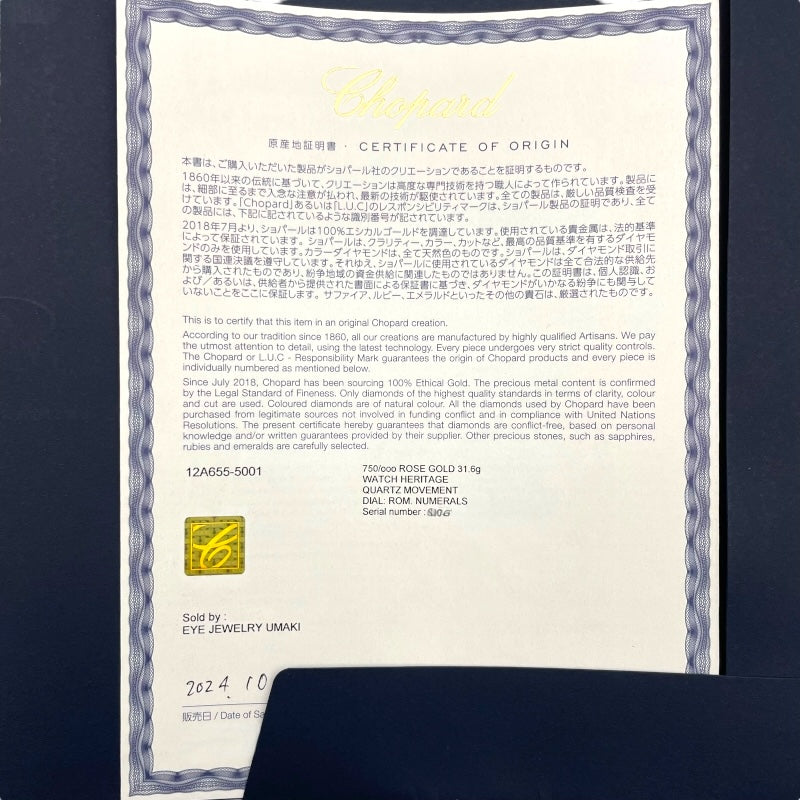 Chopard
原産地証明書 · CERTIFICATE OF ORIGIN
本書は、ご購入いただいた製品がショパール社のクリエーションであることを証明するものです。
1860年以来の伝統に基づいて、クリエーションは高度な専門技術を持つ職人によって作られています。製品に
は、細部に至るまで入念な注意が払われ、最新の技術が駆使されています。全ての製品は、厳しい品質検査を受
けています。「Chopard」あるいは「L.U.C」のレスポンシビリティマークは、ショパール製品の証明であり、全て
の製品には、下記に記されているような識別番号が記されています。
2018年7月より、ショパールは100%エシカルゴールドを調達しています。使用されている貴金属は、法的基準
によって保証されています。ショパールは、クラリティー、カラー、カットなど、最高の品質基準を有するダイヤモ
ンドのみを使用しています。カラーダイヤモンドは、全て天然色のものです。ショパールは、ダイヤモンド取引に
関する国連決議を遵守しています。それゆえ、ショパールに使用されているダイヤモンドは全て合法的な供給先
から購入されたものであり、紛争地域の資金供給に関連したものではありません。この証明書は、個人認識、お
よび/あるいは、供給者から提供された書面による保証書に基づき、ダイヤモンドがいかなる紛争にも関与して
いないことをここに保証します。サファイア、ルビー、エメラルドといったその他の貴石は、厳選されたものです。
This is to certify that this item in an original Chopard creation.
According to our tradition since 1860, all our creations are manufactured by highly qualified Artisans. We pay
the utmost attention to detail, using the latest technology. Every piece undergoes very strict quality controls.
The Chopard or L.U.C - Responsibility Mark guarantees the origin of Chopard products and every piece is
individually numbered as mentioned below.
Since July 2018, Chopard has been sourcing 100% Ethical Gold. The precious metal content is confirmed
by the Legal Standard of Fineness. Only diamonds of the highest quality standards in terms of clarity, colour
and cut are used. Coloured diamonds are of natural colour. All the diamonds used by Chopard have been
purchased from legitimate sources not involved in funding conflict and in compliance with United Nations
Resolutions. The present certificate hereby guarantees that diamonds are conflict-free, based on personal
knowledge and/or written guarantees provided by their supplier. Other precious stones, such as sapphires,
rubies and emeralds are carefully selected.
12A655-5001
750/ooo ROSE GOLD 31.6g
WATCH HERITAGE
QUARTZ MOVEMENT
DIAL: ROM. NUMERALS
Serial number :
Sold by :
EYE JEWELRY UMAKI
2024. 10
販売日 / Date of Sa